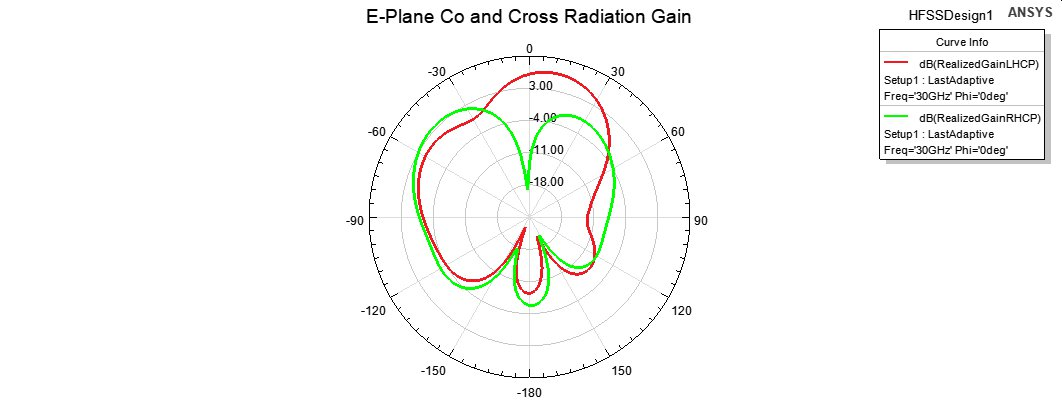 E-Plane Co and Cross Radiation Gain
HFSSDesign1
ANSYS
Curve Info
dB(RealizedGainLHCP)
Setup1 : LastAdaptive
Freq='30GHz' Phi='0deg'
dB(RealizedGainRHCP)
Setup1 : LastAdaptive
Freq='30GHz' Phi='0deg'
0
-30
30
3.00
-60
-4.00
60
-11.00
-18.00
-90
90
-120
120
-150
150
-180